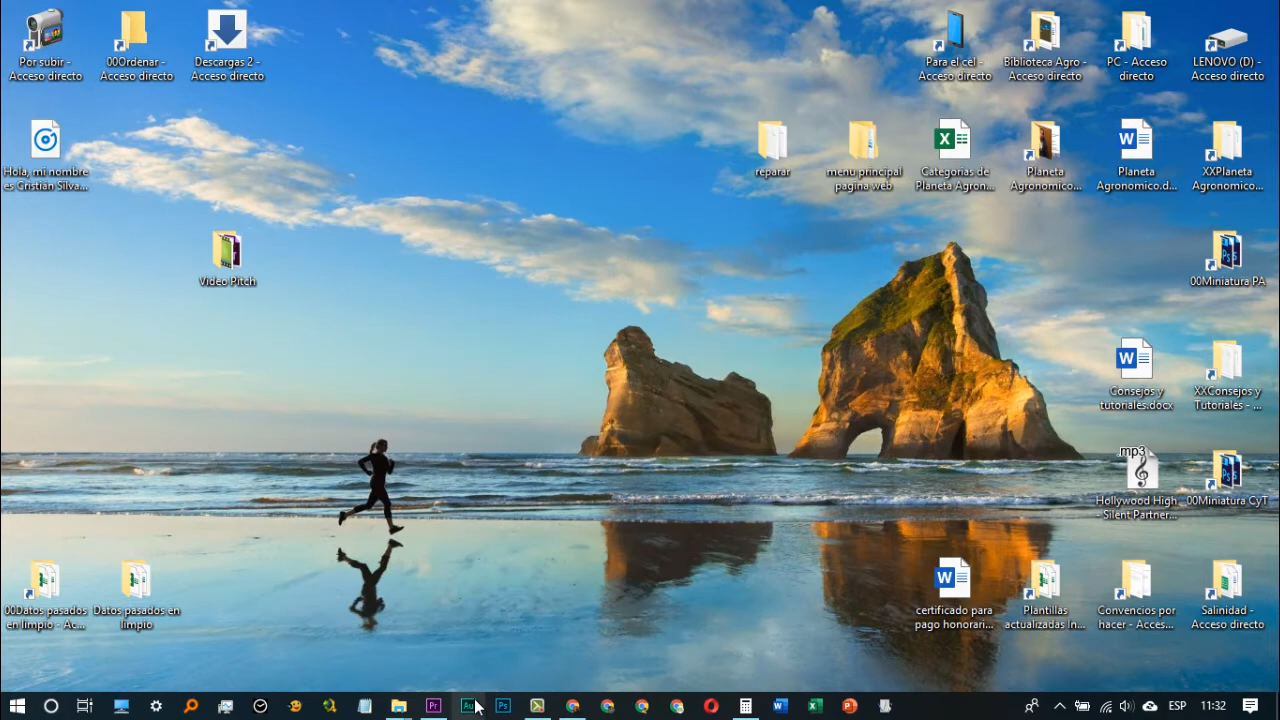 Por subir -
Acceso directo
00Ordenar -
Acceso directo
Descargas 2 -
Acceso directo
Para el cel -
Acceso directo
Biblioteca Agro -
Acceso directo
PC - Acceso
directo
LENOVO (D) -
Acceso directo
Hola, mi nombre
es Cristian Silva...
reparar
menu principal
pagina web
Categorias de
Planeta Agron...
Planeta
Agronomico...
Planeta
Agronomico.d...
XXPlaneta
Agronomico...
Video Pitch
00Miniatura PA
Consejos y
tutoriales.docx
XXConsejos y
Tutoriales - ...
mp3
Hollywood High
Silent Partner...
00Miniatura CyT
00Datos pasados
en limpio - Ac...
Datos pasados en
limpio
certificado para
pago honorari...
Plantillas
actualizadas In...
Convencios por
hacer - Acces...
Salinidad -
Acceso directo
Pr
Au
Ps
ESP
11:32